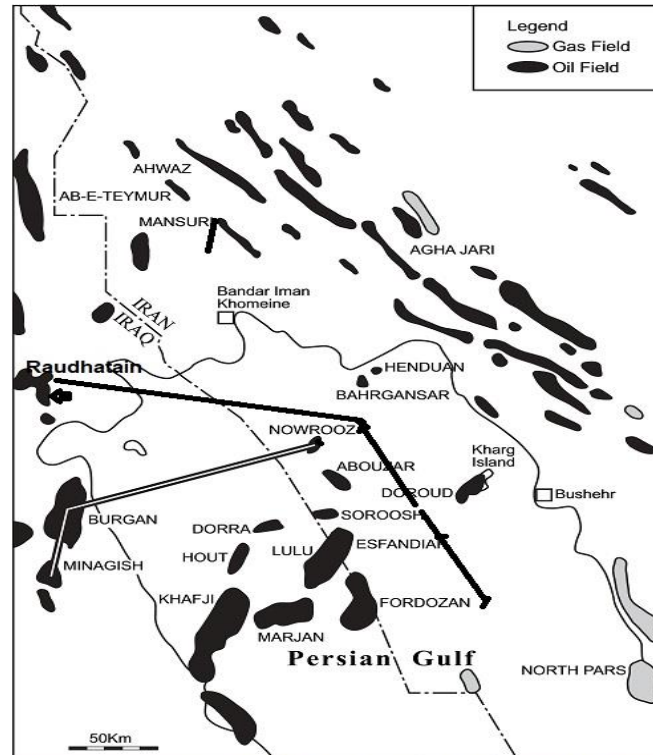 Legend
Gas Field
Oil Field
AHWAZ
AB-E-TEYMUR
MANSURI
AGHA JARI
Bandar Iman
Khomeine
IRAN
IRAQ
Raudhatain
HENDUAN
BAHRGANSAR
NOWROOZ
Kharg
Island
ABOUZAR
DOROUD
Bushehr
BURGAN
SOROOSH
DORRA
ESFANDIAR
HOUT
LULU
MINAGISH
KHAFJI
FORDOZAN
MARJAN
Persian Gulf
NORTH PARS
50Km